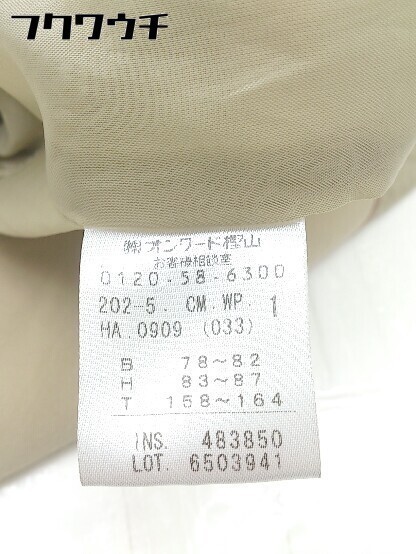 フクワウチ
㈱オンワード樫山
お客様相談室
0120-58-6300
202-5. CM.WP. 1
HA.0909 (033)
B 78~82
H 83~87
T 158~164
INS. 483850
LOT. 6503941